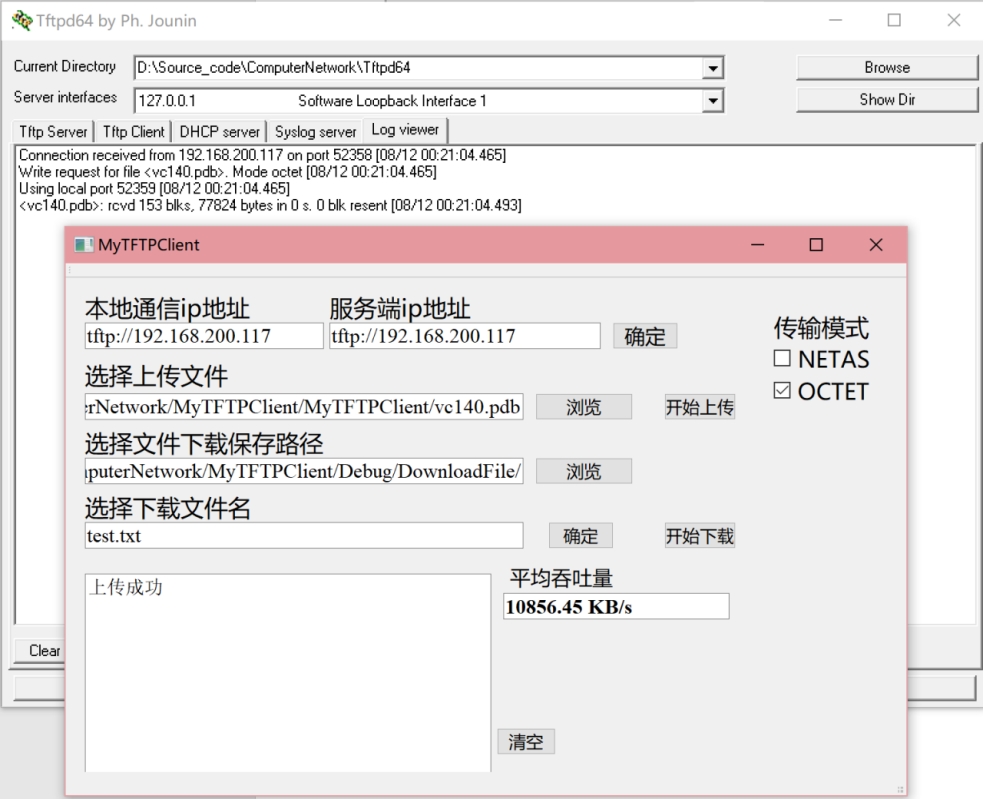 Tftpd64 by Ph. Jounin
Current Directory D:\Source_code\ComputerNetwork\Tftpd64 Browse
Server interfaces 127.0.0.1 Software Loopback Interface 1 Show Dir
Tftp Server Tftp Client DHCP server Syslog server Log viewer
Connection received from 192.168.200.117 on port 52358 [08/12 00:21:04.465]
Write request for file <vc140.pdb>. Mode octet [08/12 00:21:04.465]
Using local port 52359 [08/12 00:21:04.465]
<vc140.pdb>: rcvd 153 blks, 77824 bytes in 0 s. 0 blk resent [08/12 00:21:04.493]
MyTFTPClient
本地通信ip地址 服务端ip地址
tftp://192.168.200.117 tftp://192.168.200.117 确定
传输模式
NETAS
OCTET
选择上传文件
erNetwork/MyTFTPClient/MyTFTPClient/vc140.pdb 浏览 开始上传
选择文件下载保存路径
nputerNetwork/MyTFTPClient/Debug/DownloadFile/ 浏览
选择下载文件名
test.txt 确定 开始下载
上传成功
平均吞吐量
10856.45 KB/s
清空
Clear